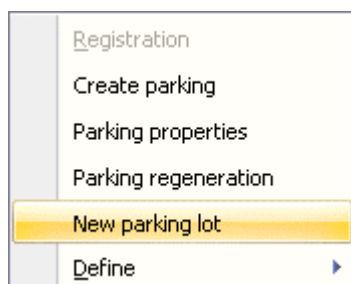 Registration
Create parking
Parking properties
Parking regeneration
New parking lot
Define